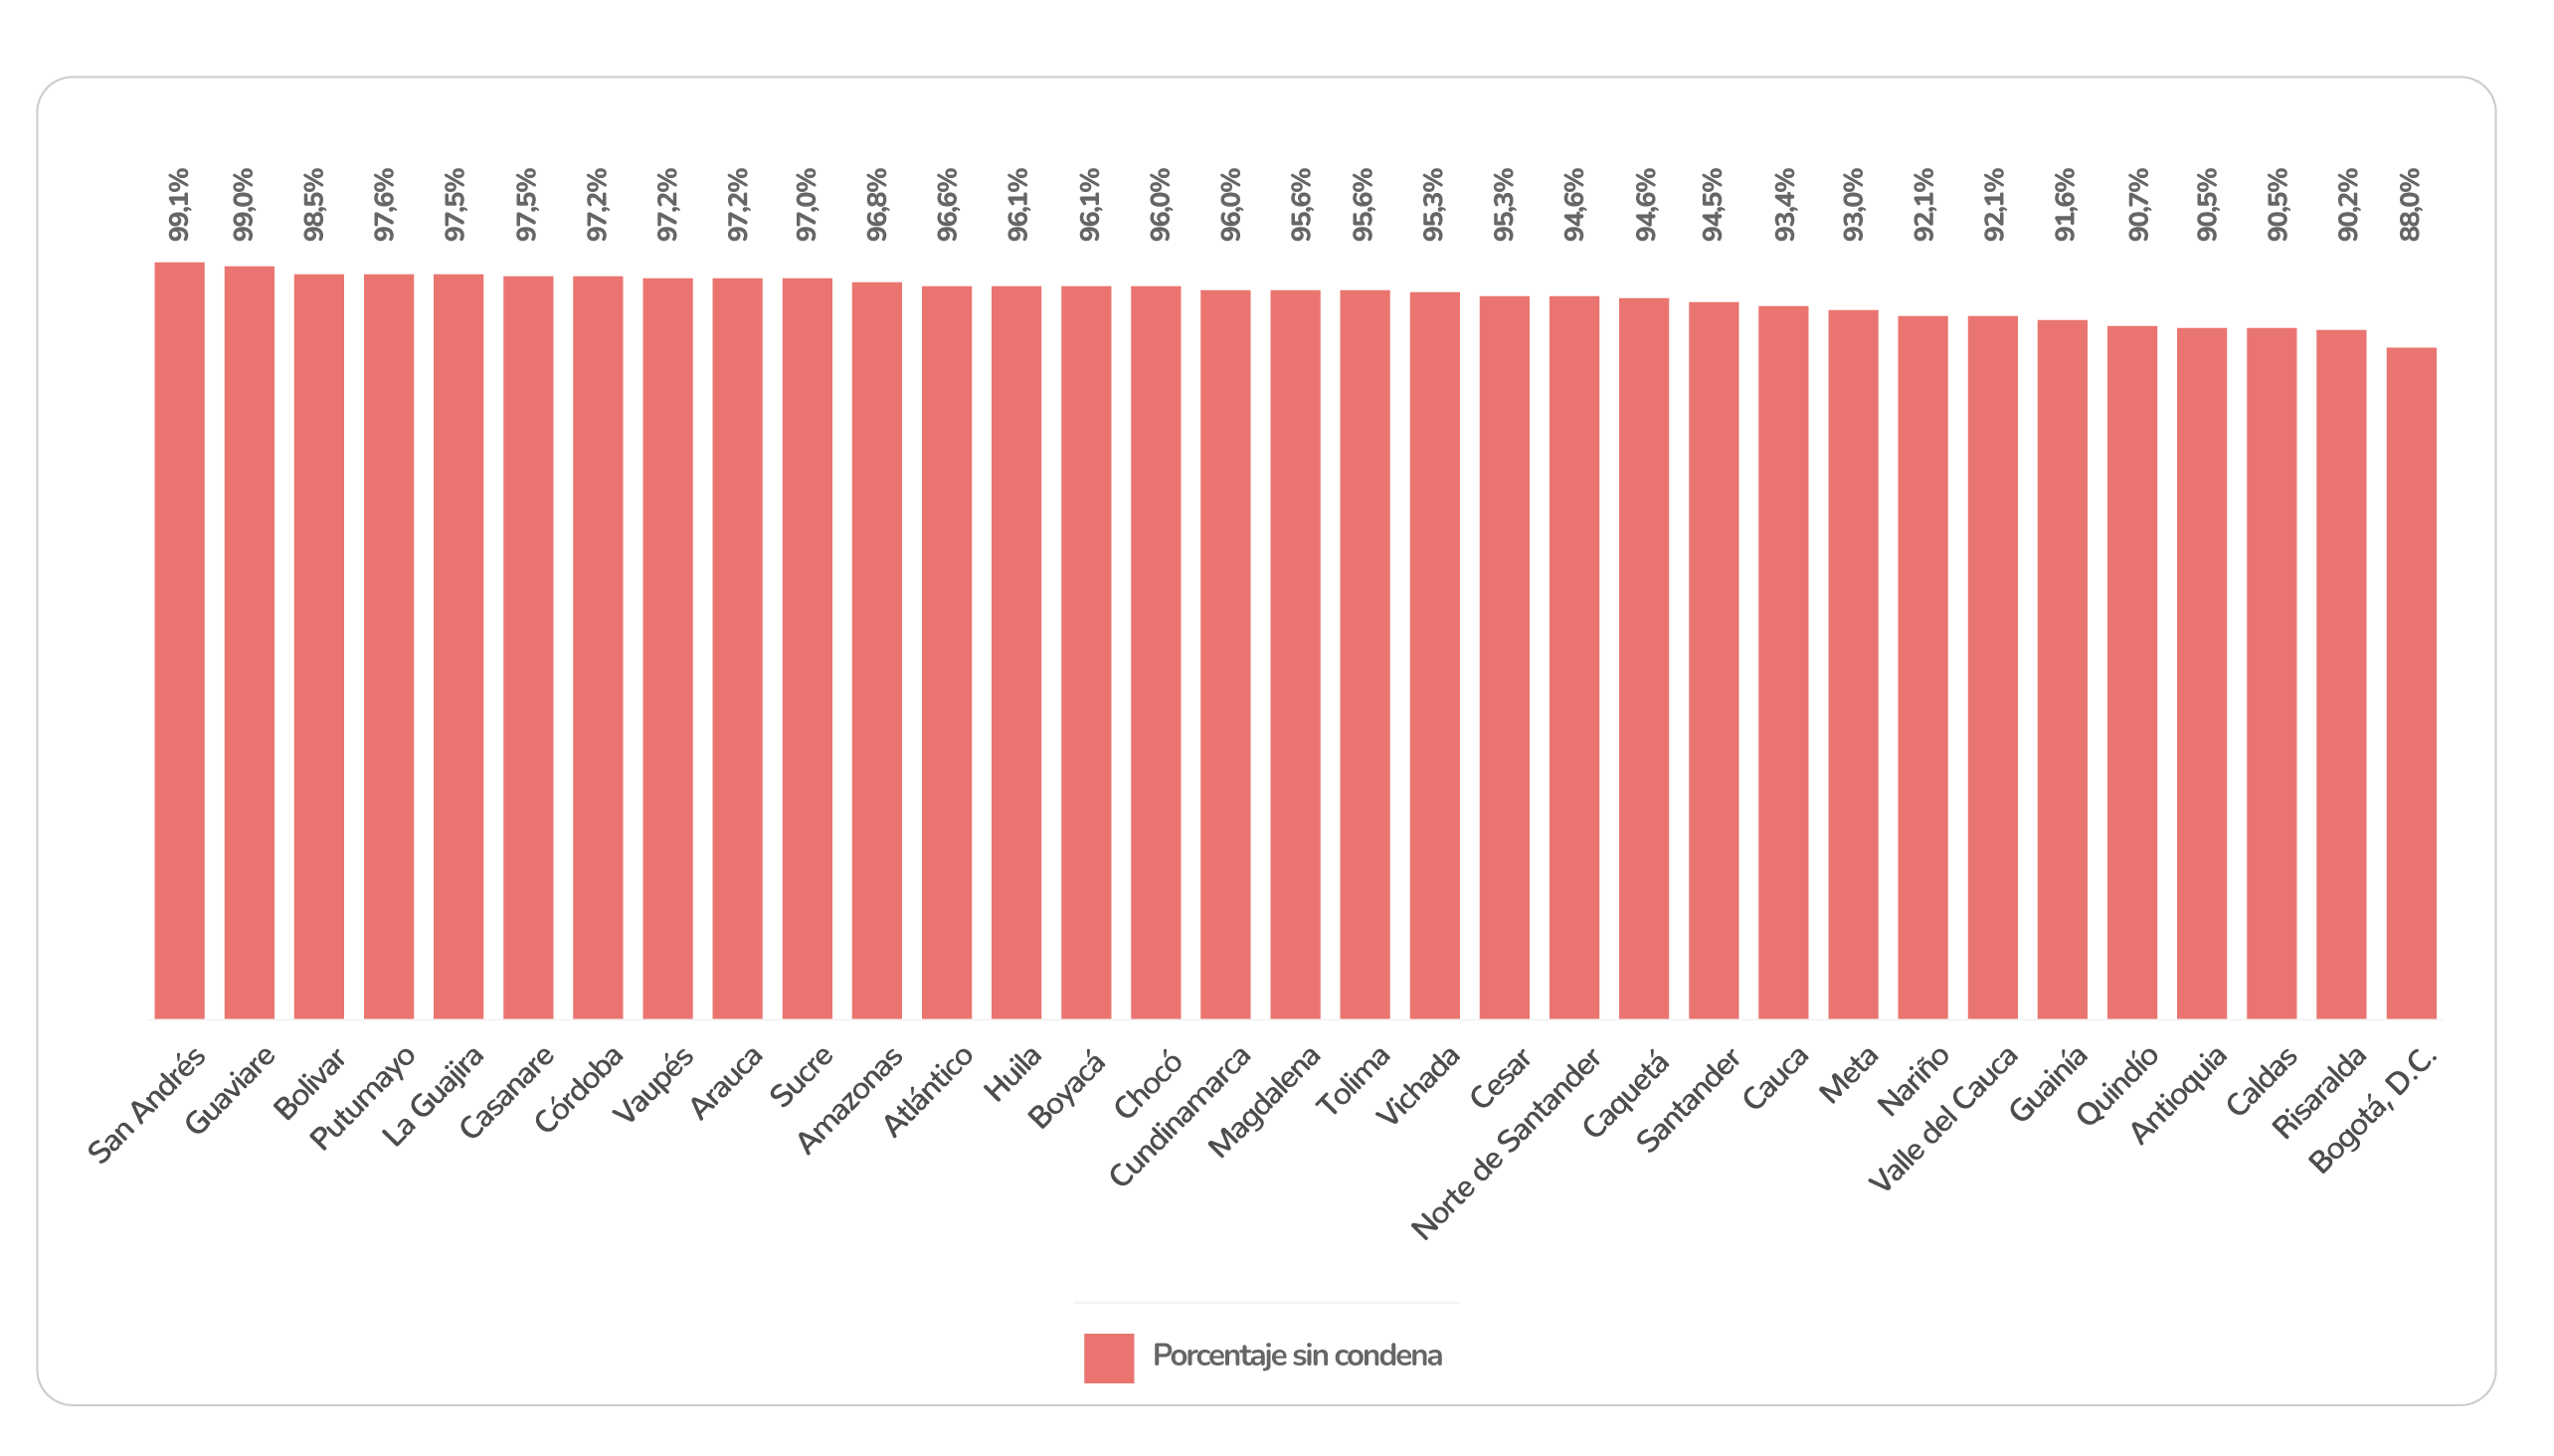 99,1% 99,0% 98,5% 97,6% 97,5% 97,5% 97,2% 97,2% 97,2% 97,0% 96,8% 96,6% 96,1% 96,1% 96,0% 96,0% 95,6% 95,6% 95,3% 95,3% 94,6% 94,6% 94,5% 93,4% 93,0% 92,1% 92,1% 91,6% 90,7% 90,5% 90,5% 90,2% 88,0%
San Andrés
Guaviare
Bolivar
Putumayo
La Guajira
Casanare
Córdoba
Vaupés
Arauca
Sucre
Amazonas
Atlántico
Huila
Boyacá
Chocó
Cundinamarca
Magdalena
Tolima
Vichada
Cesar
Norte de Santander
Caquetá
Santander
Cauca
Meta
Nariño
Valle del Cauca
Guainía
Quindío
Antioquia
Caldas
Risaralda
Bogotá, D.C.
Porcentaje sin condena